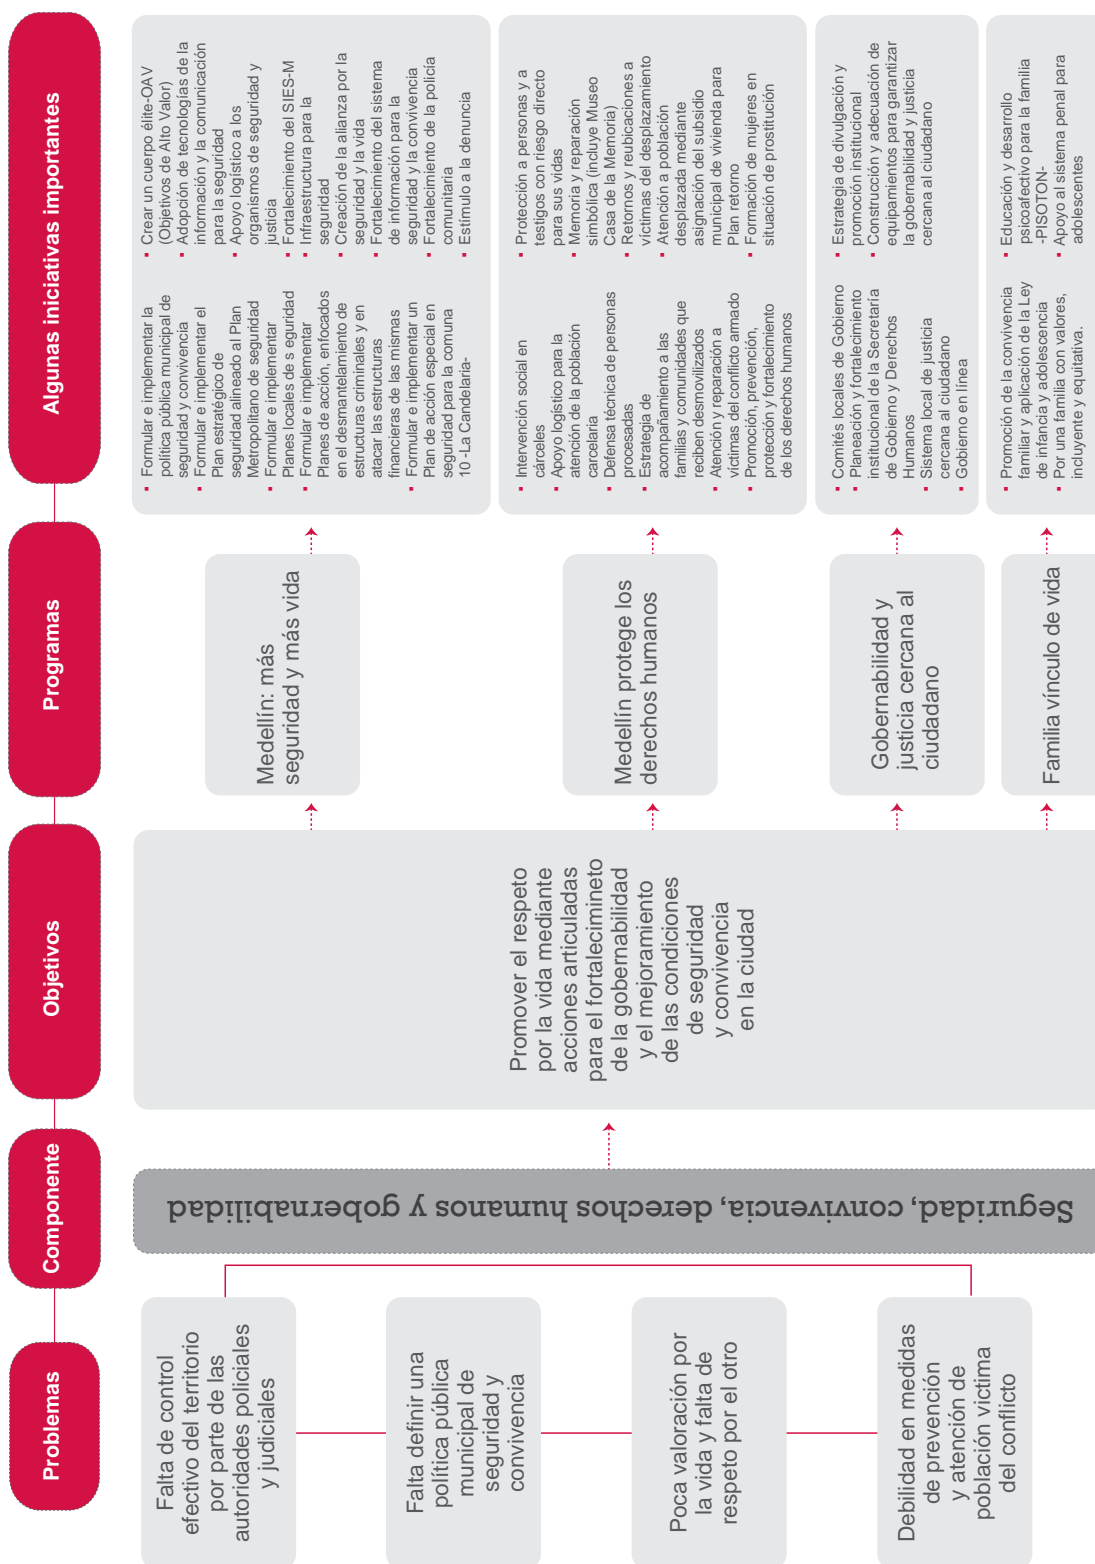 Problemas
Componente
Objetivos
Programas
Algunas iniciativas importantes
Falta de control
efectivo del territorio
por parte de las
autoridades policiales
y judiciales
Falta definir una
política pública
municipal de
seguridad y
convivencia
Poca valoración por
la vida y falta de
respeto por el otro
Debilidad en medidas
de prevención
y atención de
población victima
del conflicto
Seguridad, convivencia, derechos humanos y gobernabilidad
Promover el respeto
por la vida mediante
acciones articuladas
para el fortalecimineto
de la gobernabilidad
y el mejoramiento
de las condiciones
de seguridad
y convivencia
en la ciudad
Medellín: más
seguridad y más vida
Medellín protege los
derechos humanos
Gobernabilidad y
justicia cercana al
ciudadano
Familia vínculo de vida
▪ Formular e implementar la
política pública municipal de
seguridad y convivencia
▪ Formular e implementar el
Plan estratégico de
seguridad alineado al Plan
Metropolitano de seguridad
▪ Formular e implementar
Planes locales de s eguridad
▪ Formular e implementar
Planes de acción, enfocados
en el desmantelamiento de
estructuras criminales y en
atacar las estructuras
financieras de las mismas
▪ Formular e implementar un
Plan de acción especial en
seguridad para la comuna
10 -La Candelaria-
▪ Crear un cuerpo élite-OAV
(Objetivos de Alto Valor)
▪ Adopción de tecnologías de la
información y la comunicación
para la seguridad
▪ Apoyo logístico a los
organismos de seguridad y
justicia
▪ Fortalecimiento del SIES-M
▪ Infraestructura para la
seguridad
▪ Creación de la alianza por la
seguridad y la vida
▪ Fortalecimiento del sistema
de información para la
seguridad y la convivencia
▪ Fortalecimiento de la policía
comunitaria
▪ Estímulo a la denuncia
▪ Intervención social en
cárceles
▪ Apoyo logístico para la
atención de la población
carcelaria
▪ Defensa técnica de personas
procesadas
▪ Estrategia de
acompañamiento a las
familias y comunidades que
reciben desmovilizados
▪ Atención y reparación a
víctimas del conflicto armado
▪ Promoción, prevención,
protección y fortalecimiento
de los derechos humanos
▪ Protección a personas y a
testigos con riesgo directo
para sus vidas
▪ Memoria y reparación
simbólica (incluye Museo
Casa de la Memoria)
▪ Retornos y reubicaciones a
víctimas del desplazamiento
▪ Atención a población
desplazada mediante
asignación del subsidio
municipal de vivienda para
Plan retorno
▪ Formación de mujeres en
situación de prostitución
▪ Comités locales de Gobierno
▪ Planeación y fortalecimiento
institucional de la Secretaría
de Gobierno y Derechos
Humanos
▪ Sistema local de justicia
cercana al ciudadano
▪ Gobierno en línea
▪ Estrategia de divulgación y
promoción institucional
▪ Construcción y adecuación de
equipamientos para garantizar
la gobernabilidad y justicia
cercana al ciudadano
▪ Promoción de la convivencia
familiar y aplicación de la Ley
de infancia y adolescencia
▪ Por una familia con valores,
incluyente y equitativa.
▪ Educación y desarrollo
psicoafectivo para la familia
-PISOTON-
▪ Apoyo al sistema penal para
adolescentes